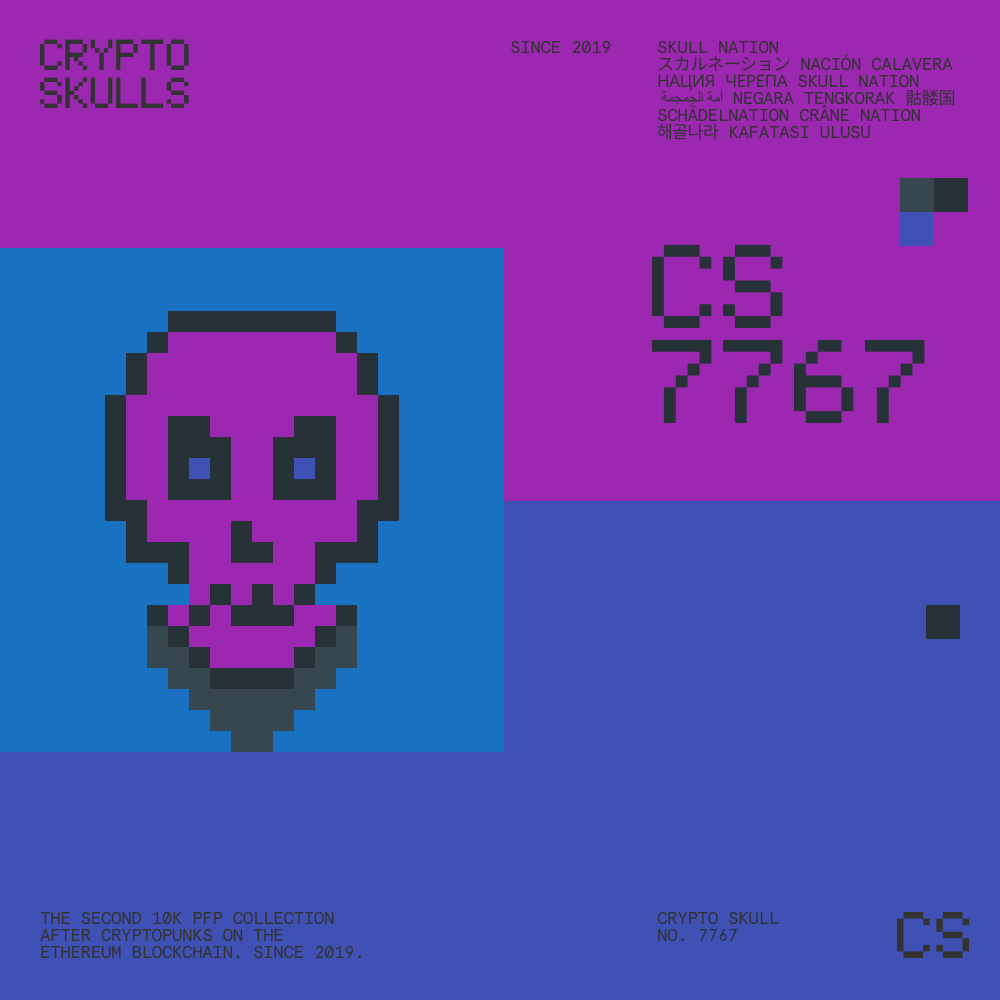 CRYPTO
SKULLS
SINCE 2019
SKULL NATION
スカルネーション NACIÓN CALAVERA
НАЦИЯ ЧЕРЕПА SKULL NATION
أمة الجمجمة NEGARA TENGKORAK 骷髅国
SCHÄDELNATION CRÂNE NATION
해골나라 KAFATASI ULUSU
CS
7767
THE SECOND 10K PFP COLLECTION
AFTER CRYPTOPUNKS ON THE
ETHEREUM BLOCKCHAIN. SINCE 2019.
CRYPTO SKULL
NO. 7767
CS